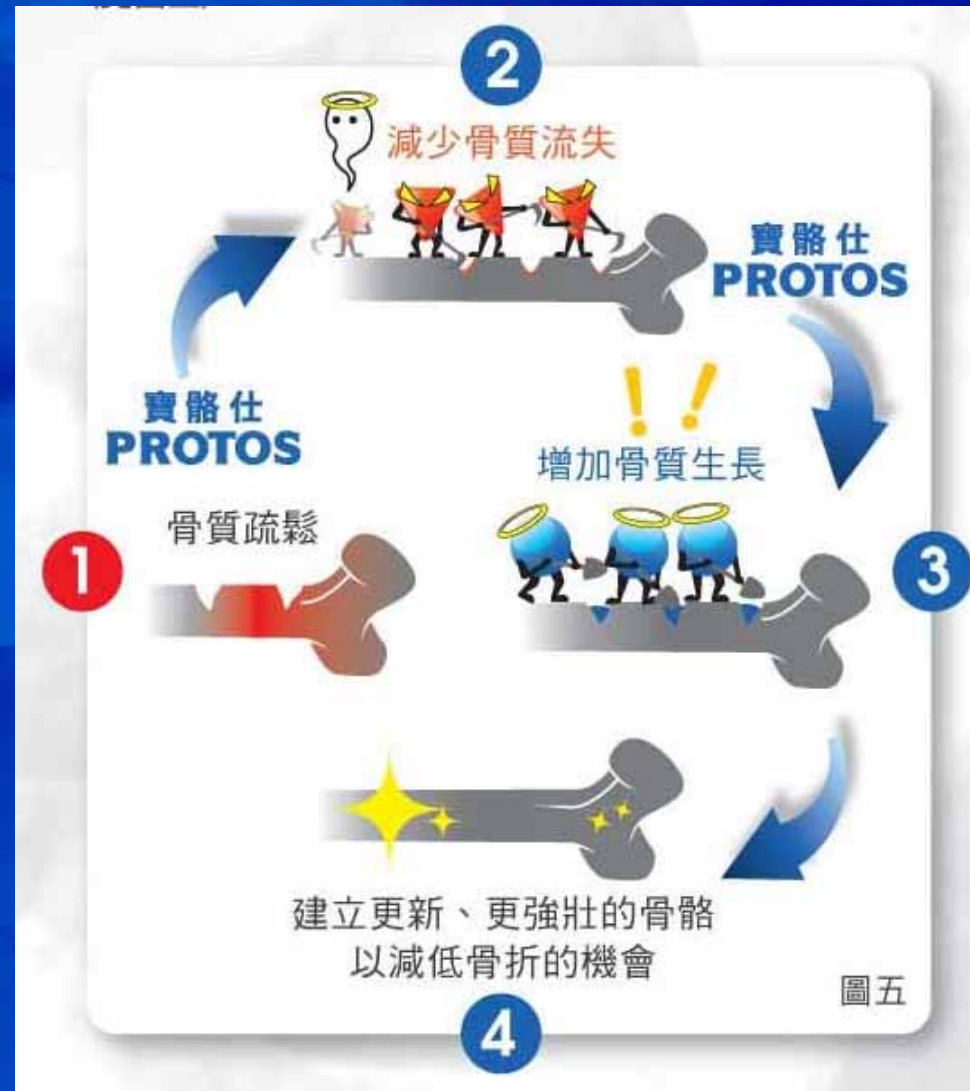 2
減少骨質流失
寶骼仕
PROTOS
寶骼仕
PROTOS
增加骨質生長
1
骨質疏鬆
3
建立更新、更強壯的骨骼
以減低骨折的機會
圖五
4